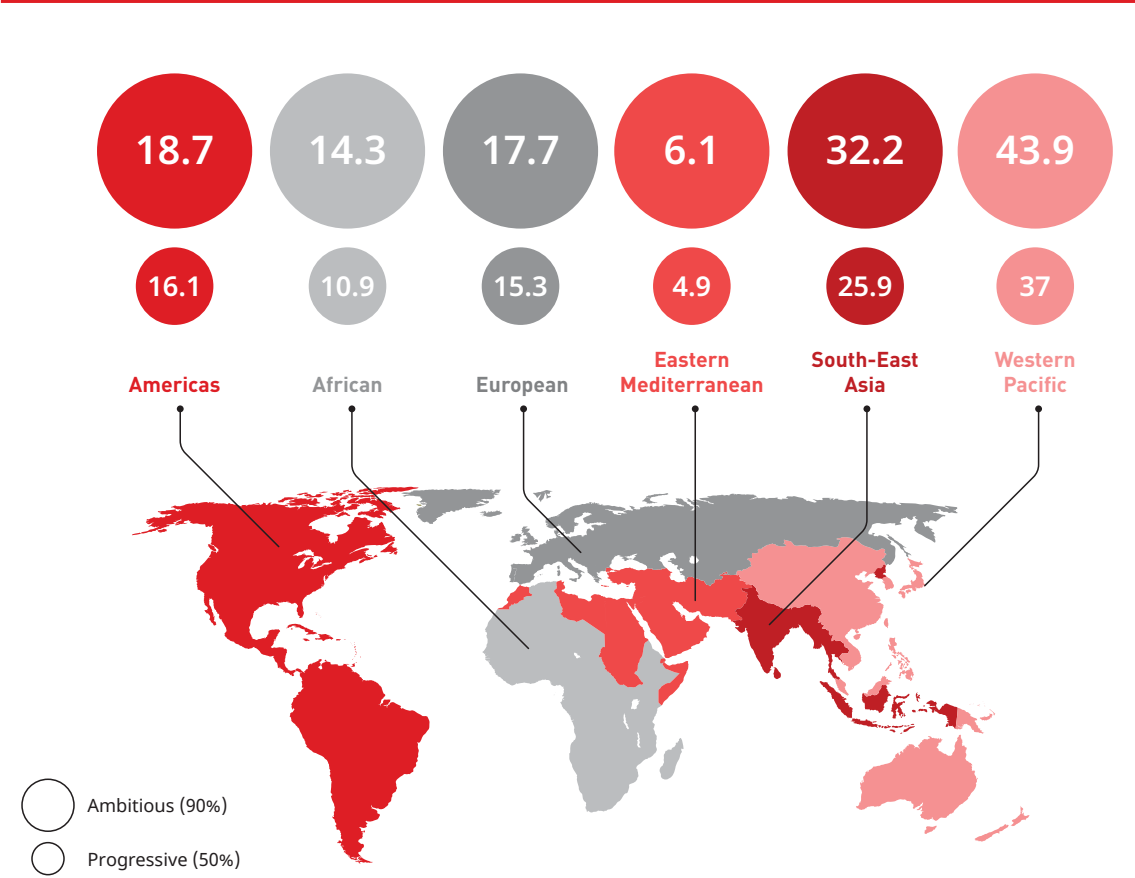 18.7
14.3
17.7
6.1
32.2
43.9
16.1
10.9
15.3
4.9
25.9
37
Americas
African
European
Eastern
Mediterranean
South-East
Asia
Western
Pacific
Ambitious (90%)
Progressive (50%)